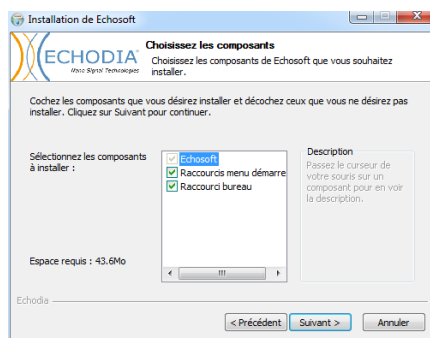 Installation de Echosoft
ECHODIA
Nano Signal Technologies
Choisissez les composants
Choisissez les composants de Echosoft que vous souhaitez
installer.
Cochez les composants que vous désirez installer et décochez ceux que vous ne désirez pas
installer. Cliquez sur Suivant pour continuer.
Sélectionnez les composants
à installer :
Echosoft
Raccourcis menu démarre
Raccourci bureau
Description
Passez le curseur de
votre souris sur un
composant pour en voir
la description.
Espace requis : 43.6Mo
Echodia
< Précédent
Suivant >
Annuler